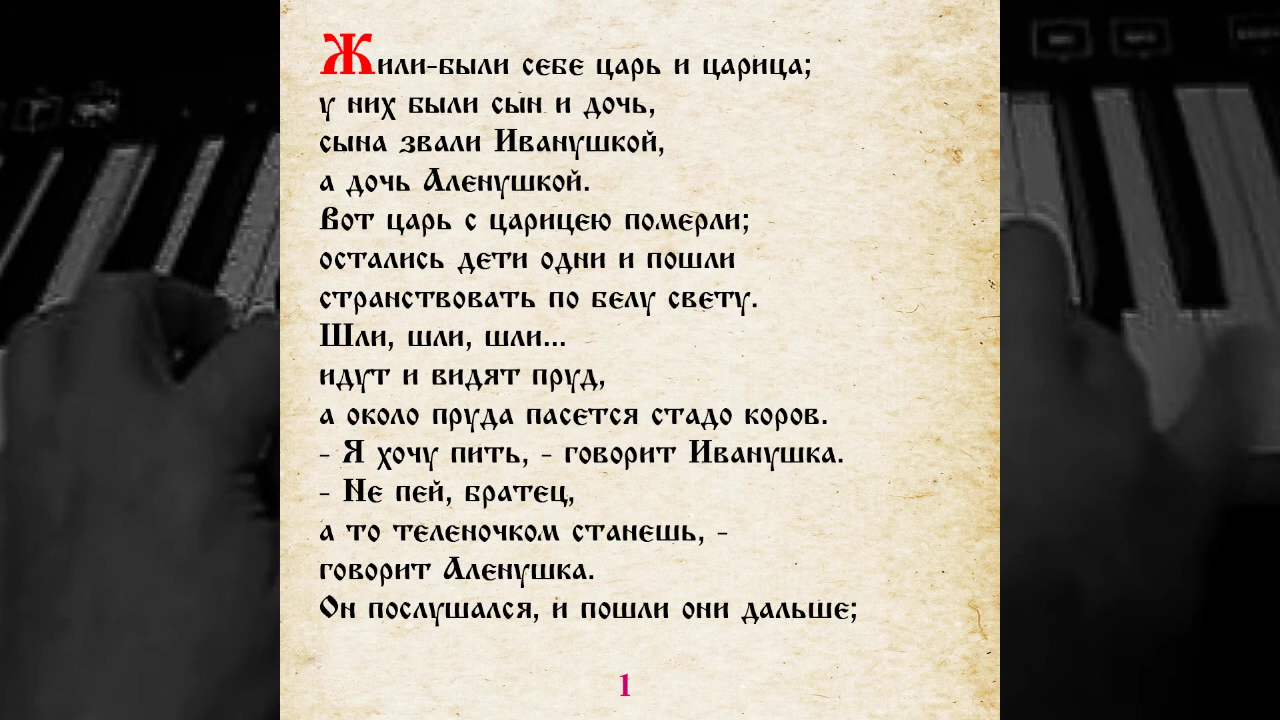 Жили-были себе царь и царица;
у них были сын и дочь,
сына звали Иванушкой,
а дочь Аленушкой.
Вот царь с царицею померли;
остались дети одни и пошли
странствовать по белу свету.
Шли, шли, шли...
идут и видят пруд,
а около пруда пасется стадо коров.
- Я хочу пить, - говорит Иванушка.
- Не пей, братец,
а то теленочком станешь, -
говорит Аленушка.
Он послушался, и пошли они дальше;
1